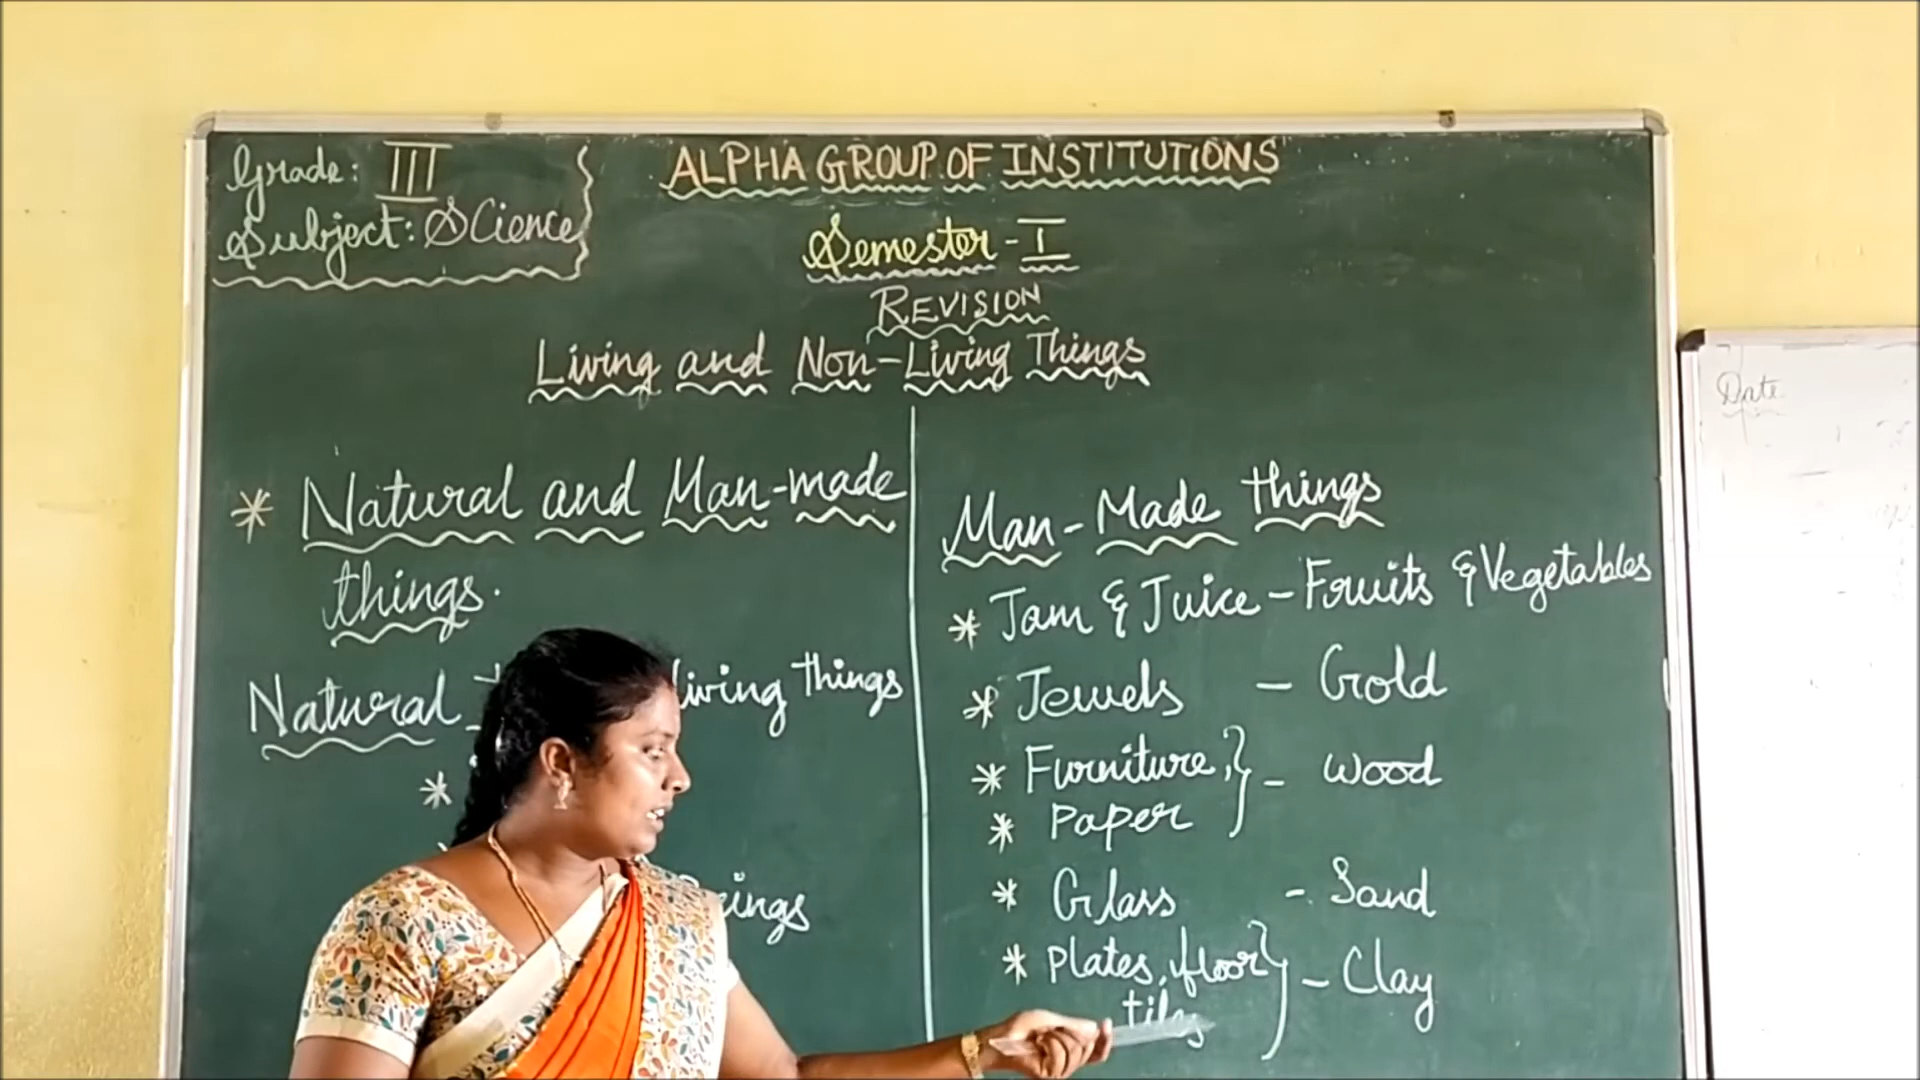 Grade: III
Subject: Science
ALPHA GROUP OF INSTITUTIONS
Semester - I
REVISION
Living and Non-Living Things
* Natural and Man-made
things.
Natural
living things
*
Beings
Man-Made things
* Jam & Juice - Fruits & Vegetables
* Jewels - Gold
* Furniture, } - Wood
* Paper
* Glass - Sand
* Plates, floor } - Clay
tiles
Date